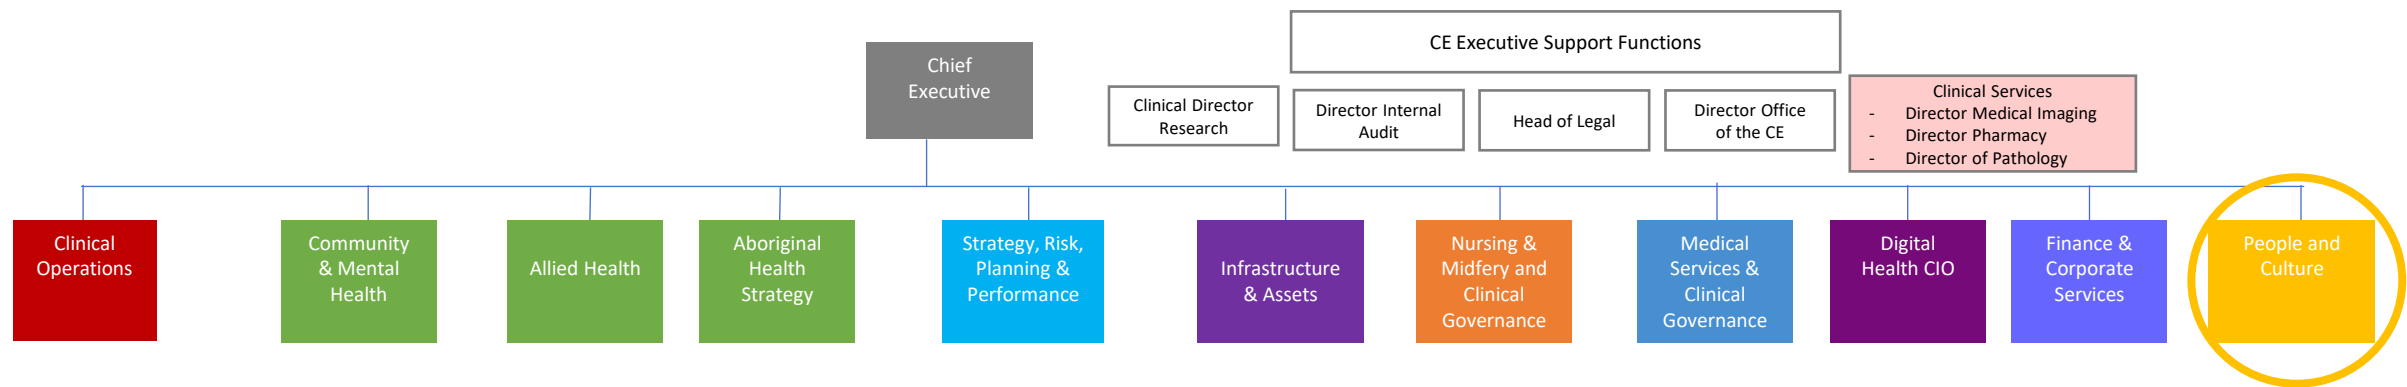 CE Executive Support Functions
Chief
Executive
Clinical Director
Research
Director Internal
Audit
Head of Legal
Director Office
of the CE
Clinical Services
- Director Medical Imaging
- Director Pharmacy
- Director of Pathology
Clinical
Operations
Community
& Mental
Health
Allied Health
Aboriginal
Health
Strategy
Strategy, Risk,
Planning &
Performance
Infrastructure
& Assets
Nursing &
Midfery and
Clinical
Governance
Medical
Services &
Clinical
Governance
Digital
Health CIO
Finance &
Corporate
Services
People and
Culture